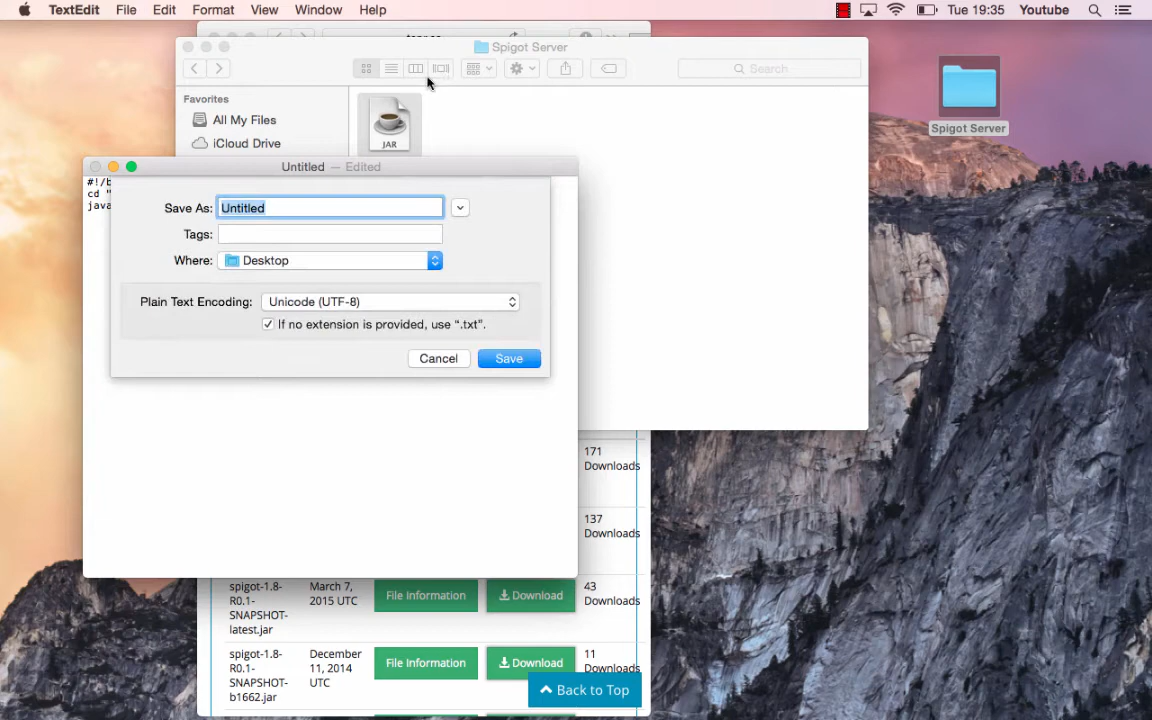 TextEdit File Edit Format View Window Help Tue 19:35 Youtube
Spigot Server
Search
Favorites
All My Files
iCloud Drive
JAR
Spigot Server
Untitled — Edited
#!/b
cd "
java
Save As: Untitled
Tags:
Where: Desktop
Plain Text Encoding: Unicode (UTF-8)
If no extension is provided, use “.txt”.
Cancel Save
171
Downloads
137
Downloads
spigot-1.8-
R0.1-
SNAPSHOT-
latest.jar
March 7,
2015 UTC
File Information
Download
43
Downloads
spigot-1.8-
R0.1-
SNAPSHOT-
b1662.jar
December
11, 2014
UTC
File Information
Download
11
Downloads
Back to Top